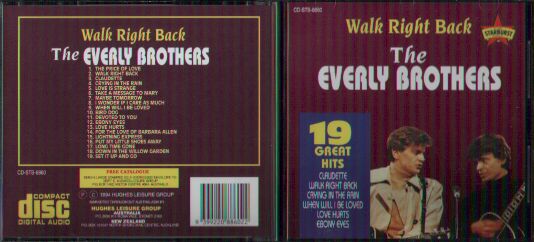 Walk Right Back
The EVERLY BROTHERS
1. THE PRICE OF LOVE
2. WALK RIGHT BACK
3. CLAUDETTE
4. CRYING IN THE RAIN
5. LOVE IS STRANGE
6. TAKE A MESSAGE TO MARY
7. MAYBE TOMORROW
8. I WONDER IF I CARE AS MUCH
9. WHEN WILL I BE LOVED
10. BIRD DOG
11. DEVOTED TO YOU
12. EBONY EYES
13. LOVE HURTS
14. FOR THE LOVE OF BARBARA ALLEN
15. LIGHTNING EXPRESS
16. PUT MY LITTLE SHOES AWAY
17. LONG TIME GONE
18. DOWN IN THE WILLOW GARDEN
19. SET IT UP AND GO
CD-STS-6860
COMPACT
disc
DIGITAL AUDIO
FREE CATALOGUE
1994 HUGHES LEISURE GROUP
HUGHES LEISURE GROUP
AUSTRALIA
NEW ZEALAND
CD-STS-6860
Walk Right Back
STARBURST
The
EVERLY BROTHERS
19
GREAT
HITS
CLAUDETTE
WALK RIGHT BACK
CRYING IN THE RAIN
WHEN WILL I BE LOVED
LOVE HURTS
EBONY EYES